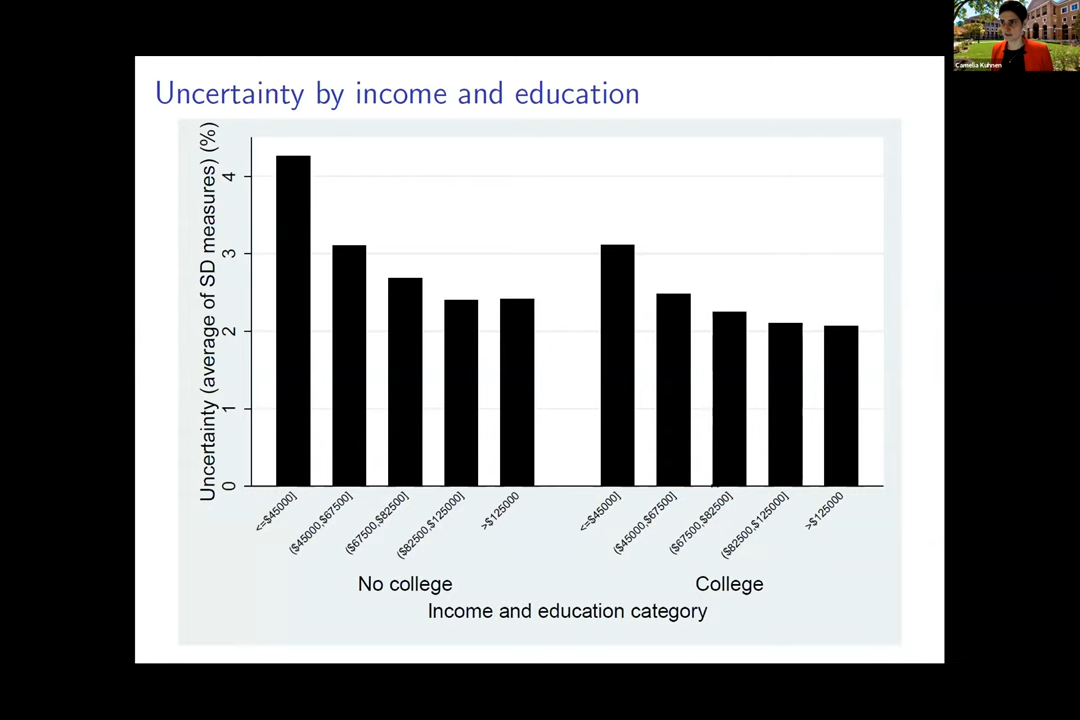 Camelia Kuhnen
Uncertainty by income and education
Uncertainty (average of SD measures) (%)
4
3
2
1
0
<=$45000]
($45000,$67500]
($67500,$82500]
($82500,$125000]
>$125000
<=$45000]
($45000,$67500]
($67500,$82500]
($82500,$125000]
>$125000
No college
College
Income and education category